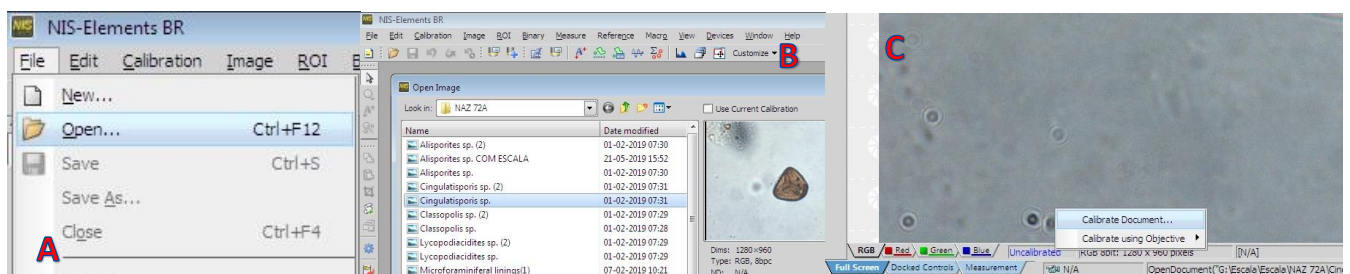 NIS-Elements BR
File Edit Calibration Image ROI
New...
Open... Ctrl+F12
Save Ctrl+S
Save As...
Close Ctrl+F4
A
NIS-Elements BR
File Edit Calibration Image ROI Binary Measure Reference Macro View Devices Window Help
Customize
B
Open Image
Look in: NAZ 72A
Use Current Calibration
Name Date modified
Alisporites sp. (2) 01-02-2019 07:30
Alisporites sp. COM ESCALA 21-05-2019 15:52
Alisporites sp. 01-02-2019 07:30
Cingulatisporis sp. (2) 01-02-2019 07:31
Cingulatisporis sp. 01-02-2019 07:31
Classopolis sp. (2) 01-02-2019 07:29
Classopolis sp. 01-02-2019 07:28
Lycopodiacidites sp. (2) 01-02-2019 07:29
Lycopodiacidites sp. 01-02-2019 07:29
Microforaminiferal linings(1) 07-02-2019 10:21
Dims: 1280×960
Type: RGB, 8bpc
C
Calibrate Document...
Calibrate using Objective
RGB Red Green Blue Uncalibrated RGB 8bit: 1280 x 960 pixels [N/A]
Full Screen Docked Controls Measurement N/A OpenDocument("G:\Escala\Escala\NAZ 72A\Cin